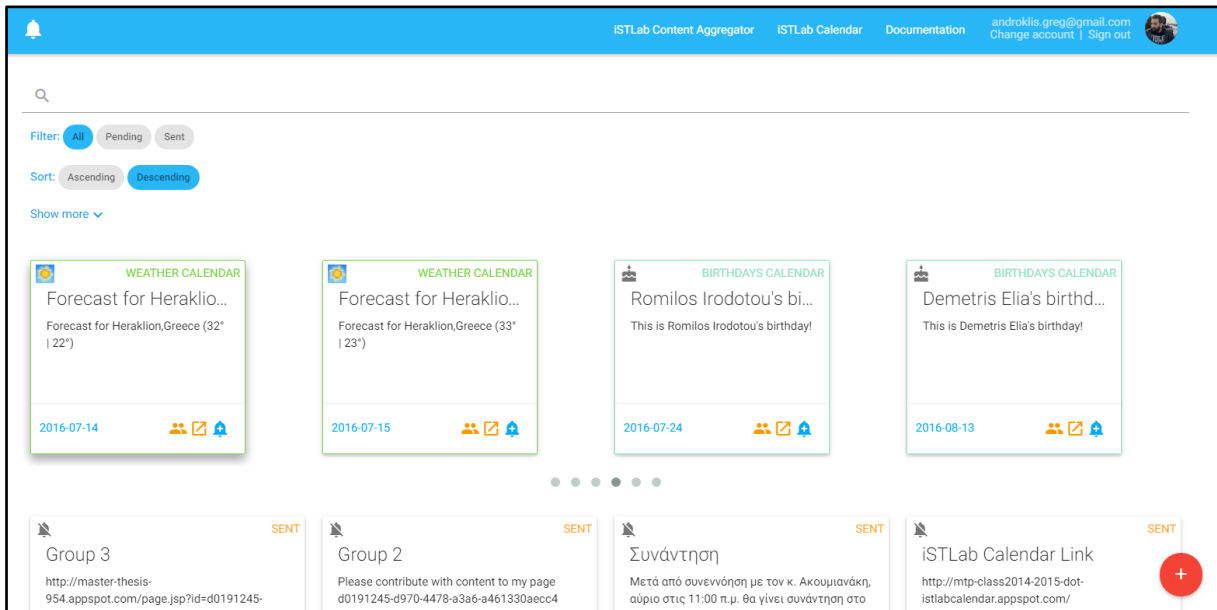 iSTLab Content Aggregator iSTLab Calendar Documentation androklis.greg@gmail.com
Change account | Sign out
Filter: All Pending Sent
Sort: Ascending Descending
Show more
WEATHER CALENDAR
Forecast for Heraklio...
Forecast for Heraklion,Greece (32°
| 22°)
2016-07-14
WEATHER CALENDAR
Forecast for Heraklio...
Forecast for Heraklion,Greece (33°
| 23°)
2016-07-15
BIRTHDAYS CALENDAR
Romilos Irodotou's bi...
This is Romilos Irodotou's birthday!
2016-07-24
BIRTHDAYS CALENDAR
Demetris Elia's birthd...
This is Demetris Elia's birthday!
2016-08-13
SENT
Group 3
http://master-thesis-
954.appspot.com/page.jsp?id=d0191245-
SENT
Group 2
Please contribute with content to my page
d0191245-d970-4478-a3a6-a461330aecc4
SENT
Συνάντηση
Μετά από συνεννόηση με τον κ. Ακουμιανάκη,
αύριο στις 11:00 π.μ. θα γίνει συνάντηση στο
SENT
iSTLab Calendar Link
http://mtp-class2014-2015-dot-
istlabcalendar.appspot.com/